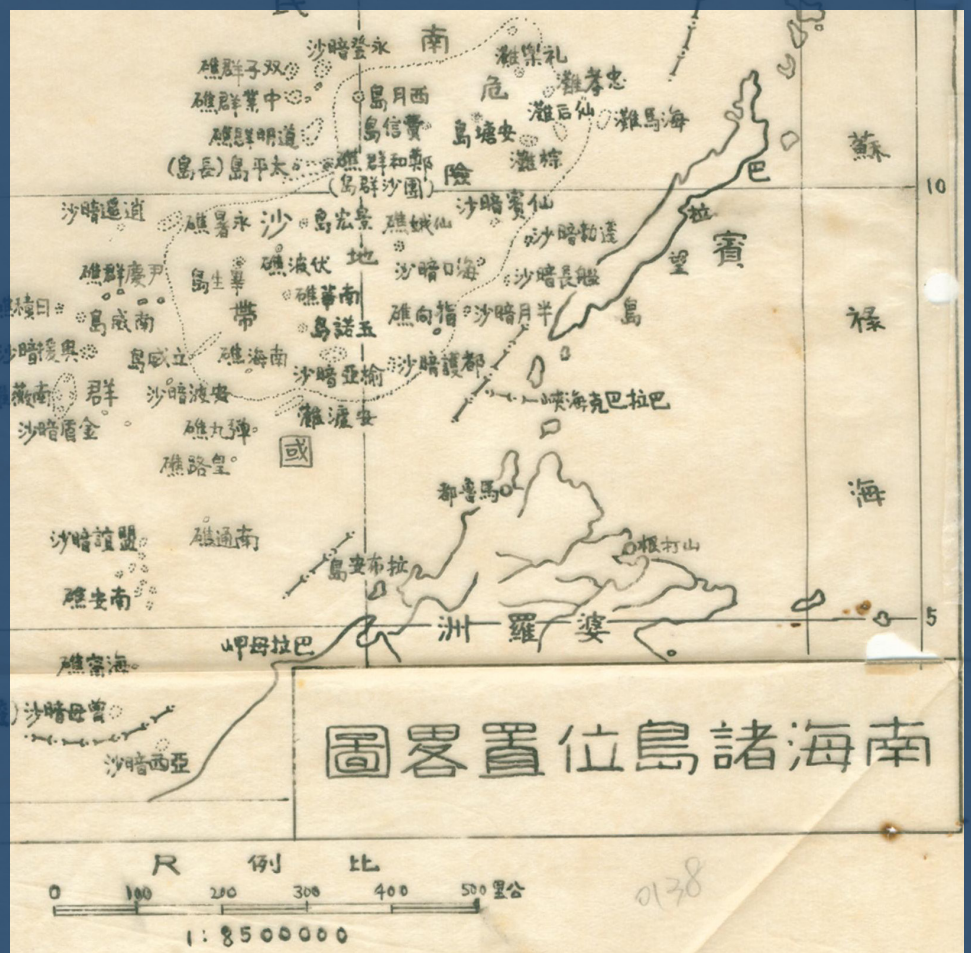 南
永登暗沙
禮樂灘
双子群礁
忠孝灘
危
中業群礁
西月島
仙后灘
海馬灘
道明群礁
費信島
安塘島
蘇
棕灘
太平島(長島)
鄭和群礁
(團沙群島)
險
巴
10
逍遙暗沙
仙賓暗沙
永暑礁
沙
景宏島
仙娥礁
拉
蓬勃暗沙
賓
伏波礁
地
望
尹慶群礁
畢生島
海口暗沙
艦長暗沙
南華礁
南威島
帶
五諾島
指向礁
半月暗沙
島
祿
立威島
南海礁
榆亞暗沙
都護暗沙
群
安波暗沙
巴拉巴克海峽
金盾暗沙
彈丸礁
安渡灘
國
皇路礁
馬魯都
海
盟誼暗沙
南通礁
山打根
拉布安島
南安礁
婆羅洲
5
巴拉母岬
海寧礁
曾母暗沙
亞西暗沙
南海諸島位置畧圖
比例尺
0 100 200 300 400 500 公里
1:8500000
0138